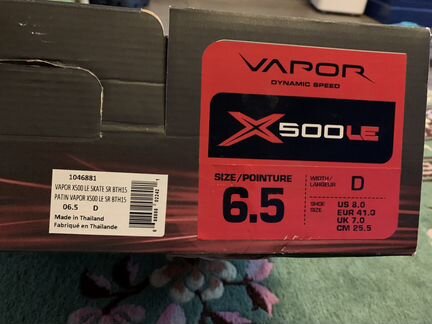 VAPOR
DYNAMIC SPEED
X500LE
SIZE/POINTURE
6.5
WIDTH/
LARGEUR
D
SHOE
SIZE
US 8.0
EUR 41.0
UK 7.0
CM 25.5
1046881
VAPOR X500 LE SKATE SR BTH15
PATIN VAPOR X500 LE SR BTH15
06.5 D
Made in Thailand
Fabriqué en Thaïlande